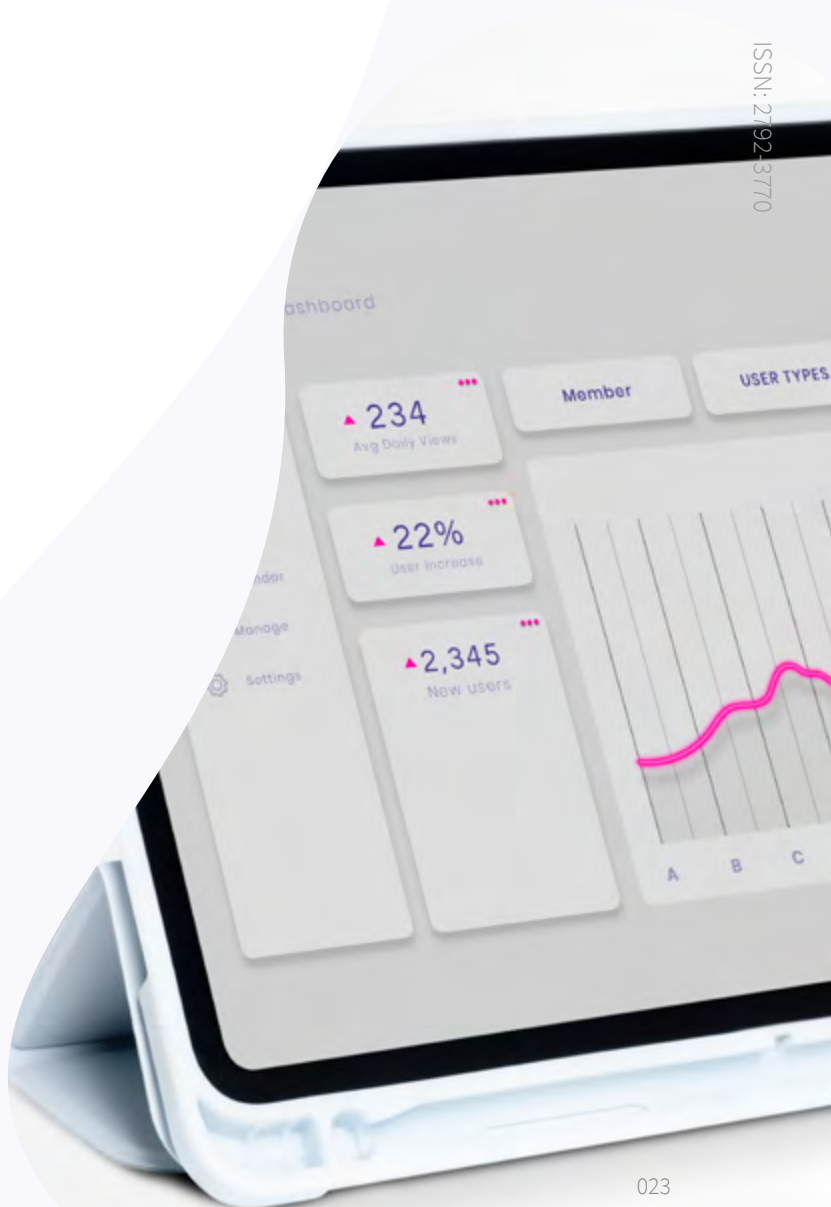 ISSN: 2792-3770
ashboard
234
Avg Daily Views
Member
USER TYPES
22%
User Increase
ndar
Manage
Settings
2,345
New users
A B C
023